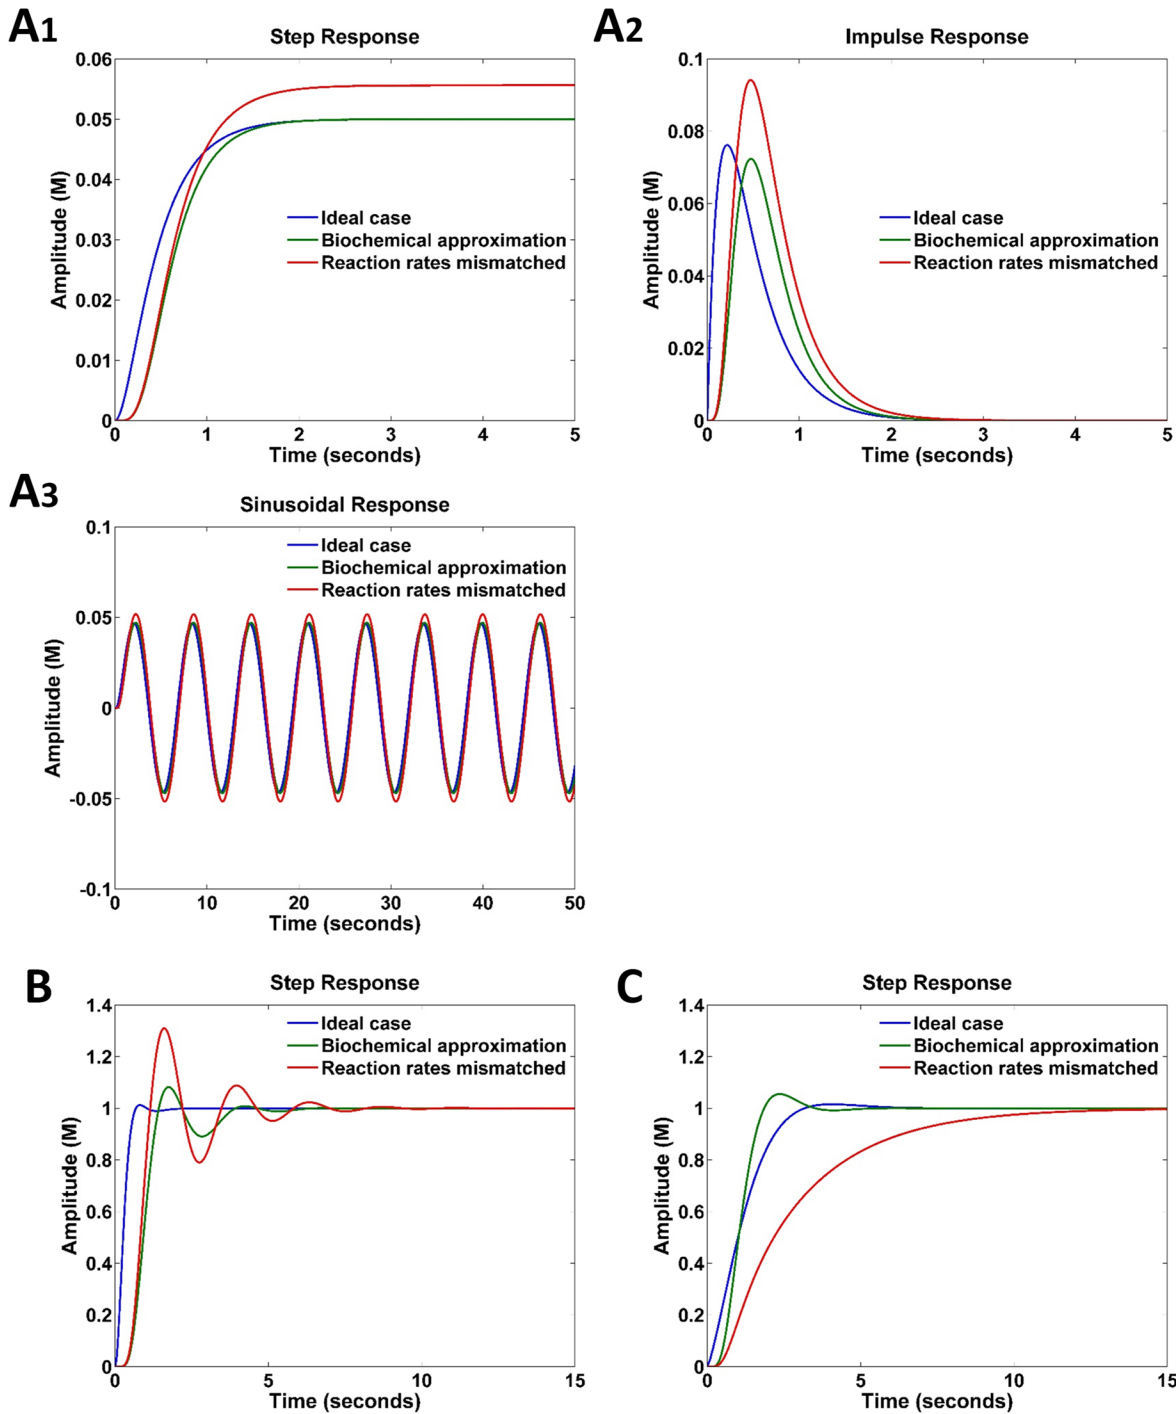 A1
Step Response
0.06
0.05
0.04
0.03
0.02
0.01
0
Amplitude (M)
Ideal case
Biochemical approximation
Reaction rates mismatched
0 1 2 3 4 5
Time (seconds)
A2
Impulse Response
0.1
0.08
0.06
0.04
0.02
0
Amplitude (M)
Ideal case
Biochemical approximation
Reaction rates mismatched
0 1 2 3 4 5
Time (seconds)
A3
Sinusoidal Response
0.1
0.05
0
-0.05
-0.1
Amplitude (M)
Ideal case
Biochemical approximation
Reaction rates mismatched
0 10 20 30 40 50
Time (seconds)
B
Step Response
1.4
1.2
1
0.8
0.6
0.4
0.2
0
Amplitude (M)
Ideal case
Biochemical approximation
Reaction rates mismatched
0 5 10 15
Time (seconds)
C
Step Response
1.4
1.2
1
0.8
0.6
0.4
0.2
0
Amplitude (M)
Ideal case
Biochemical approximation
Reaction rates mismatched
0 5 10 15
Time (seconds)